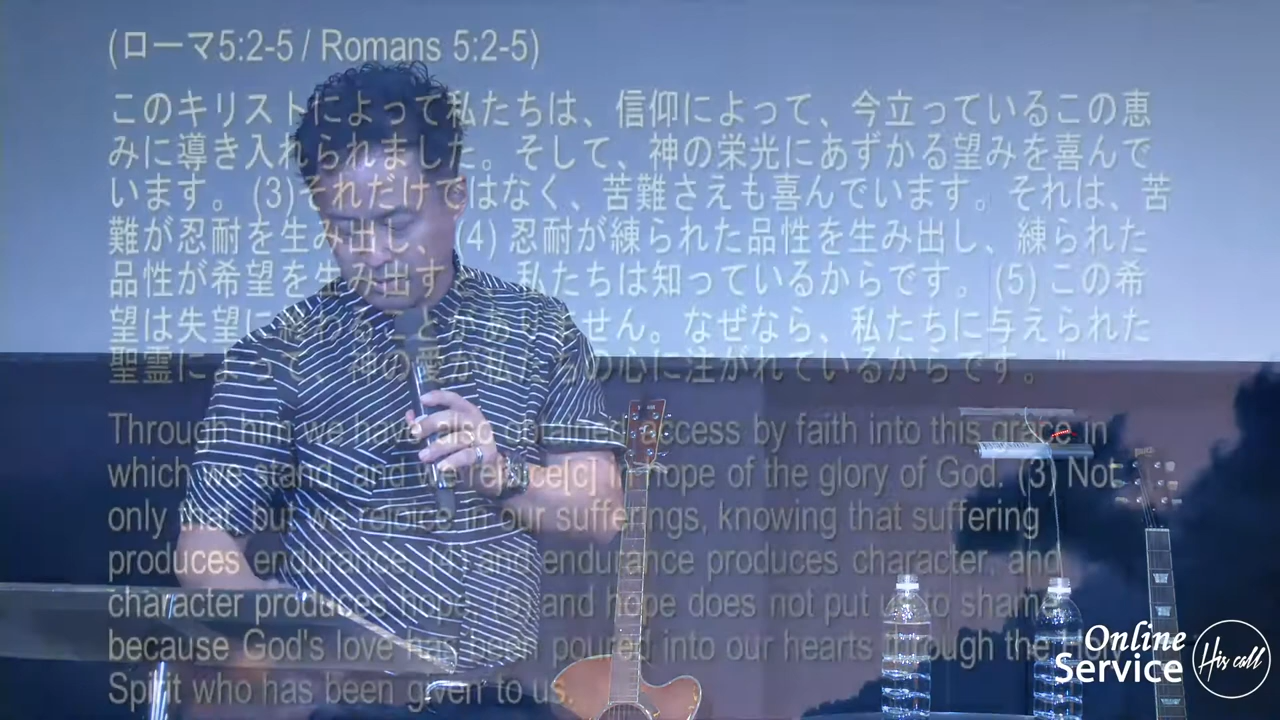 (ローマ5:2-5 / Romans 5:2-5)
このキリストによって私たちは、信仰によって、今立っているこの恵
みに導き入れられました。そして、神の栄光にあずかる望みを喜んで
います。 (3)それだけではなく、苦難さえも喜んでいます。それは、苦
難が忍耐を生み出し、 (4) 忍耐が練られた品性を生み出し、練られた
品性が希望を生み出す 私たちは知っているからです。 (5) この希
望は失望に せん。なぜなら、私たちに与えられた
聖霊によって、神の愛が私たちの心に注がれているからです。"
Through him we have also access by faith into this grace in
which we stand, and we rejoice[c] hope of the glory of God. (3) Not
only that, but we rejoice in our sufferings, knowing that suffering
produces endurance, (4) and endurance produces character, and
character produces hope, (5) and hope does not put us to shame
because God's love has been poured into our hearts through the
Spirit who has been given to us.
Online
Service
His call